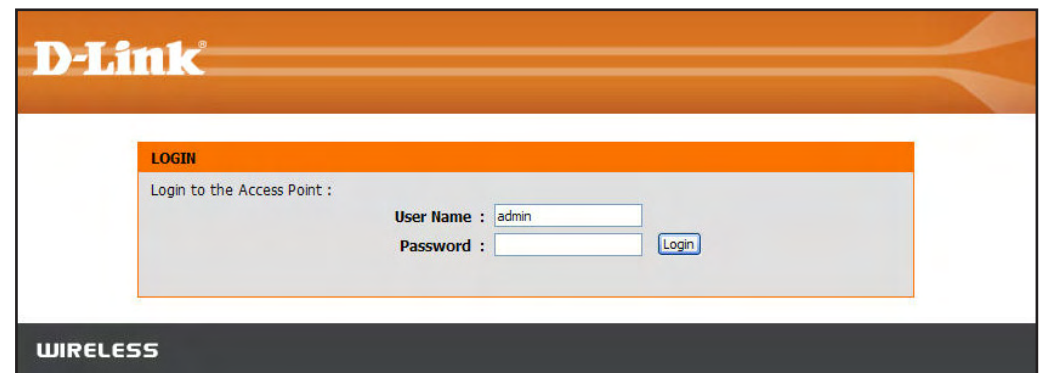 D-Link®
LOGIN
Login to the Access Point :
User Name : admin
Password :
Login
WIRELESS